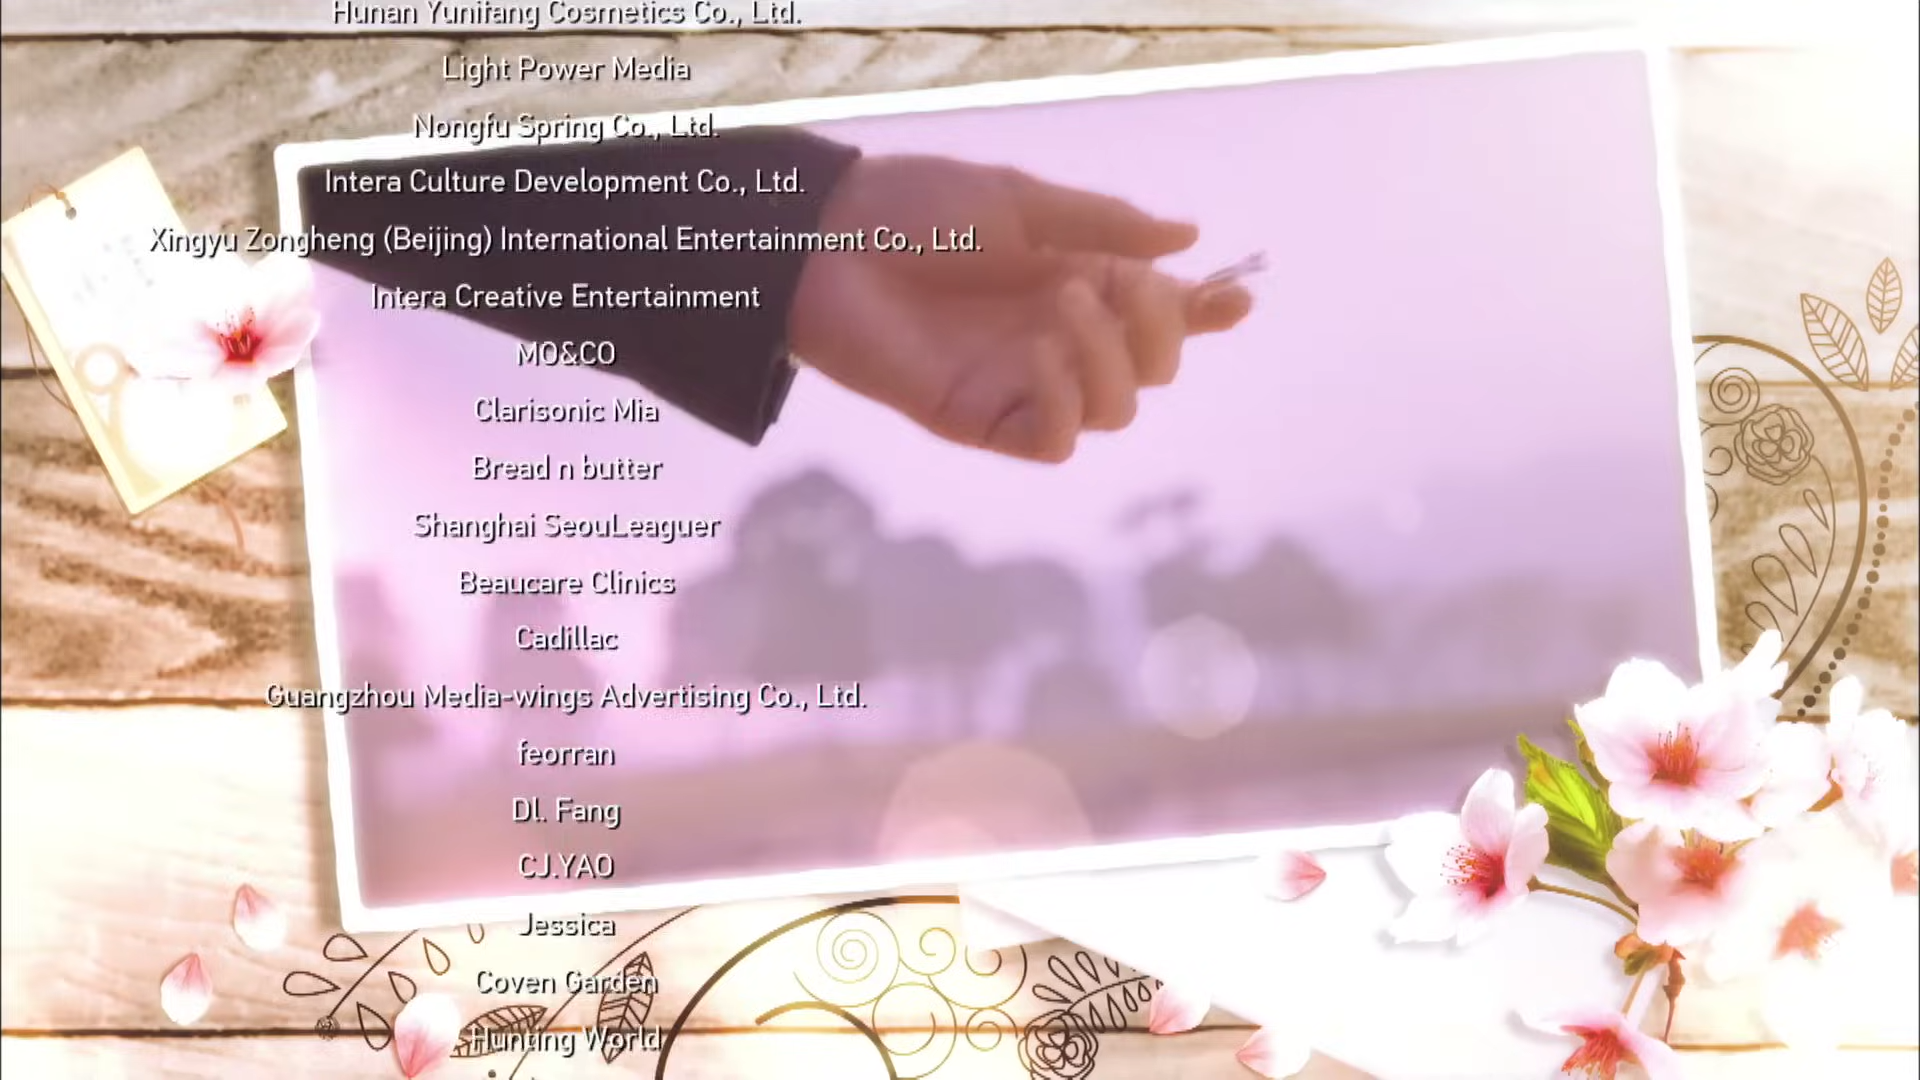 Hunan Yunifang Cosmetics Co., Ltd.
Light Power Media
Nongfu Spring Co., Ltd.
Intera Culture Development Co., Ltd.
Xingyu Zongheng (Beijing) International Entertainment Co., Ltd.
Intera Creative Entertainment
MO&CO
Clarisonic Mia
Bread n butter
Shanghai SeouLeaguer
Beaucare Clinics
Cadillac
Guangzhou Media-wings Advertising Co., Ltd.
feorran
Dl. Fang
CJ.YAO
Jessica
Coven Garden
Hunting World